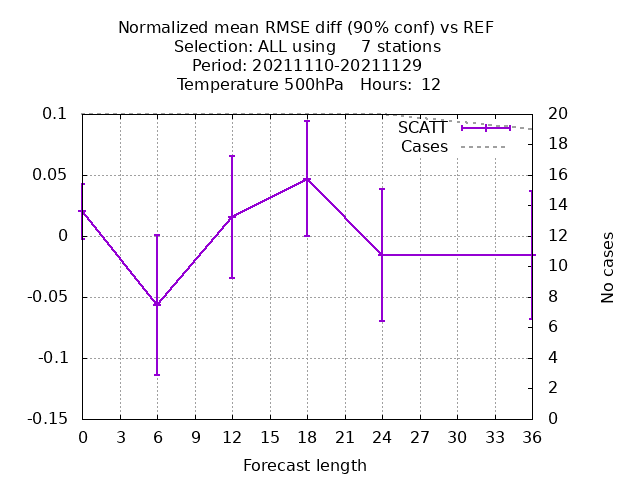 Normalized mean RMSE diff (90% conf) vs REF
Selection: ALL using     7 stations
Period: 20211110-20211129
Temperature 500hPa   Hours:  12
0.1
0.05
0
-0.05
-0.1
-0.15
SCATT
Cases
20
18
16
14
12
10
8
6
4
2
0
No cases
0 3 6 9 12 15 18 21 24 27 30 33 36
Forecast length